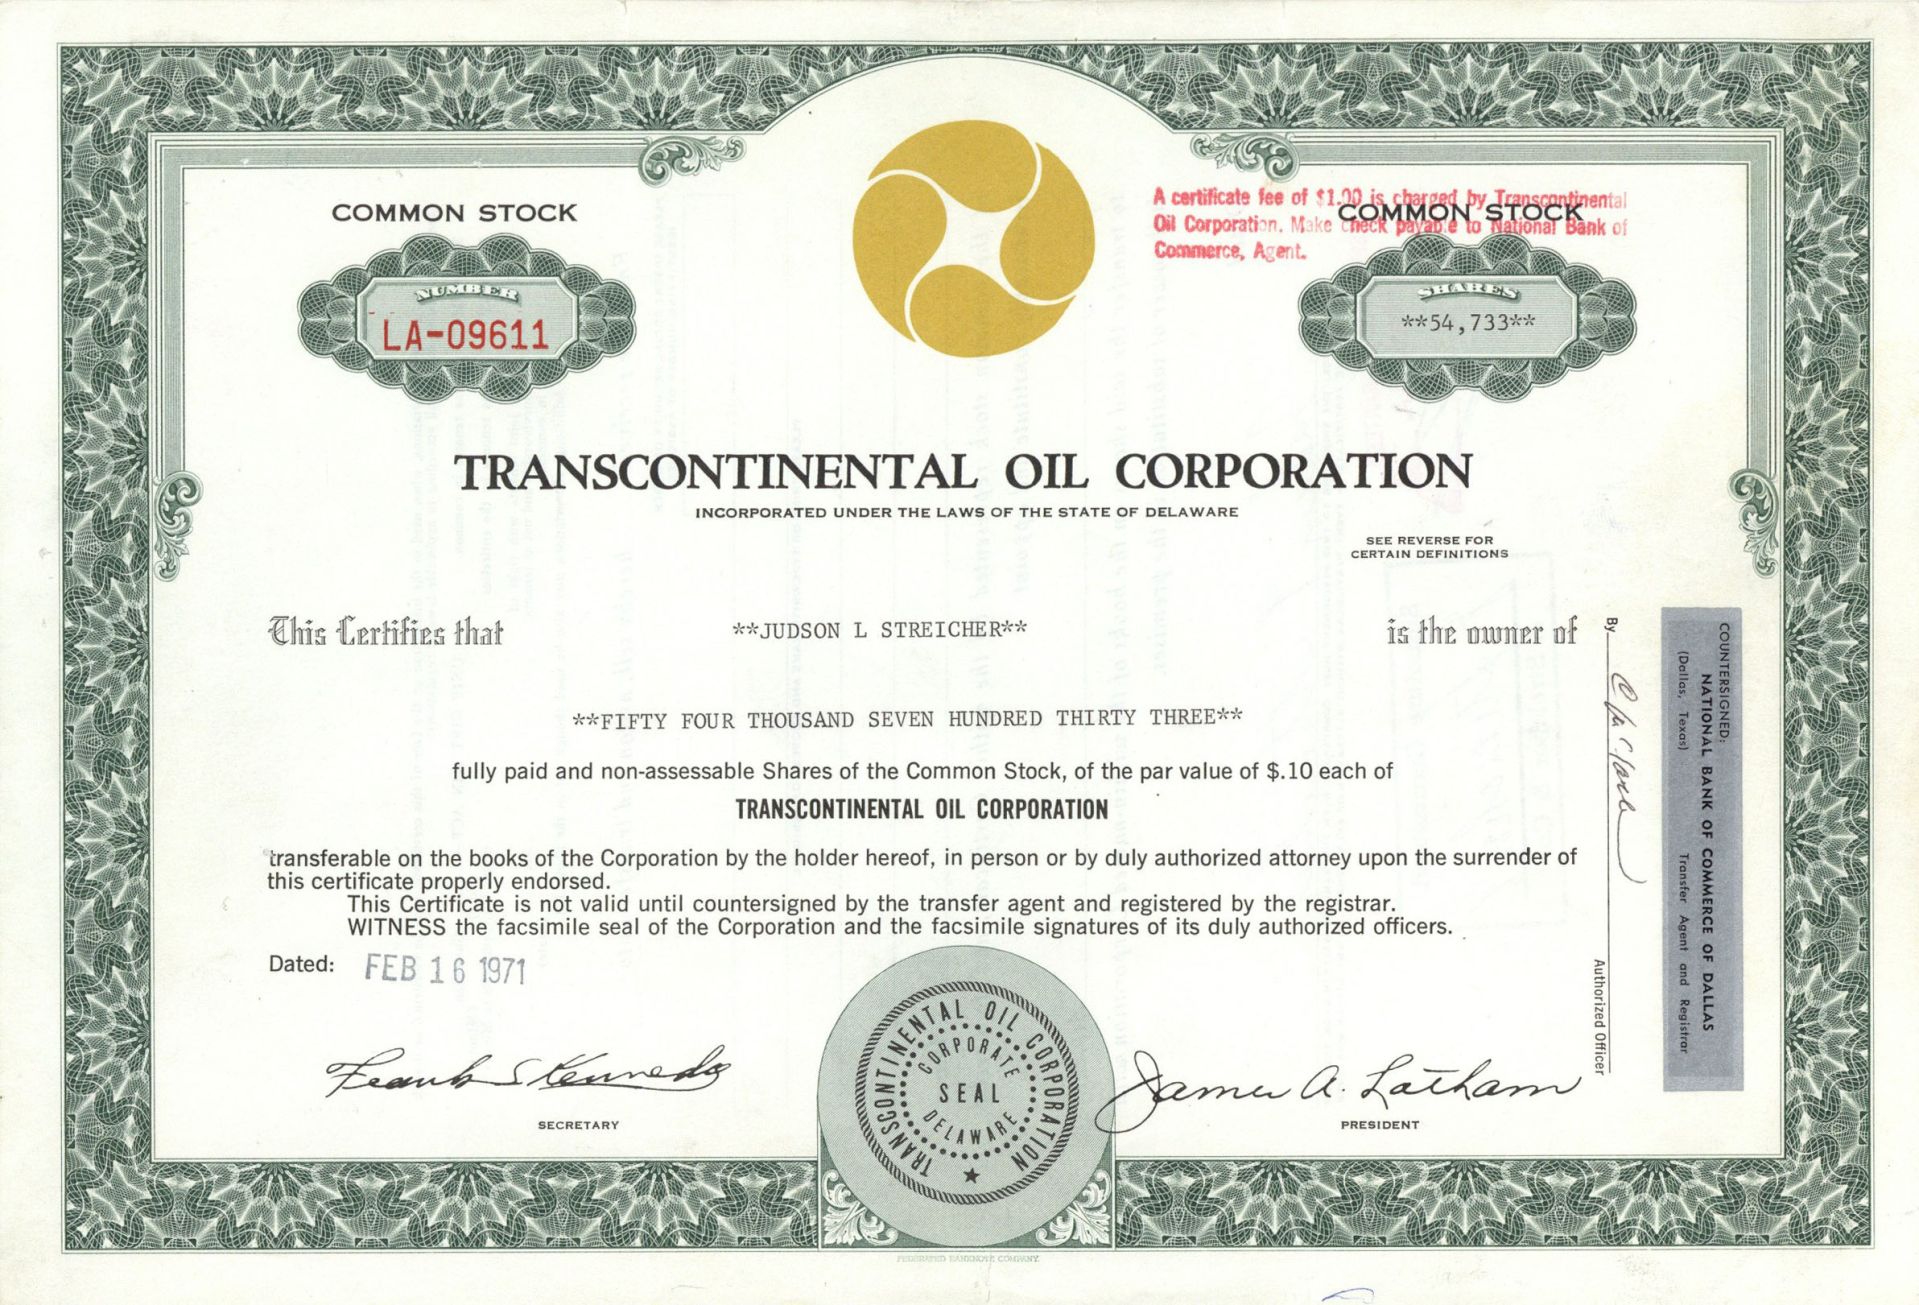 COMMON STOCK
NUMBER
LA-09611
A certificate fee of $1.00 is charged by Transcontinental
Oil Corporation. Make check payable to National Bank of
Commerce, Agent.
COMMON STOCK
SHARES
**54,733**
TRANSCONTINENTAL OIL CORPORATION
INCORPORATED UNDER THE LAWS OF THE STATE OF DELAWARE
SEE REVERSE FOR
CERTAIN DEFINITIONS
This Certifies that **JUDSON L STREICHER** is the owner of
**FIFTY FOUR THOUSAND SEVEN HUNDRED THIRTY THREE**
fully paid and non-assessable Shares of the Common Stock, of the par value of $.10 each of
TRANSCONTINENTAL OIL CORPORATION
transferable on the books of the Corporation by the holder hereof, in person or by duly authorized attorney upon the surrender of
this certificate properly endorsed.
This Certificate is not valid until countersigned by the transfer agent and registered by the registrar.
WITNESS the facsimile seal of the Corporation and the facsimile signatures of its duly authorized officers.
Dated: FEB 16 1971
Frank S Kennedy
SECRETARY
TRANSCONTINENTAL OIL CORPORATION
CORPORATE
SEAL
DELAWARE
James A. Latham
PRESIDENT
COUNTERSIGNED:
NATIONAL BANK OF COMMERCE OF DALLAS
(Dallas, Texas) Transfer Agent and Registrar
By
Authorized Officer
FEDERATED BANKNOTE COMPANY.